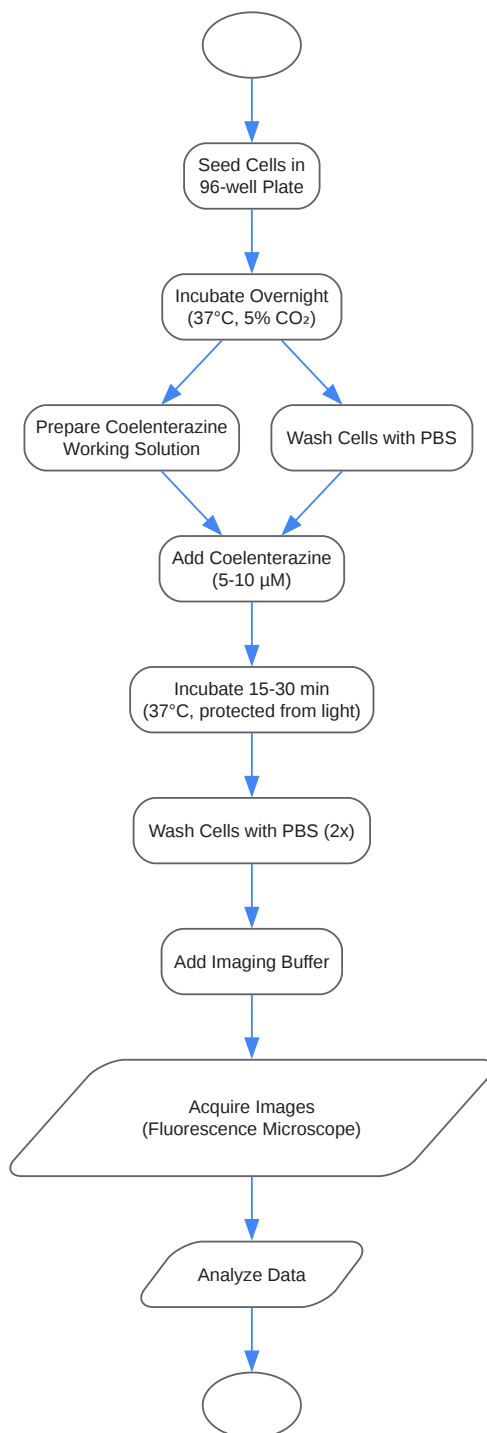 Seed Cells in
96-well Plate
Incubate Overnight
(37°C, 5% CO₂)
Prepare Coelenterazine
Working Solution
Wash Cells with PBS
Add Coelenterazine
(5-10 µM)
Incubate 15-30 min
(37°C, protected from light)
Wash Cells with PBS (2x)
Add Imaging Buffer
Acquire Images
(Fluorescence Microscope)
Analyze Data